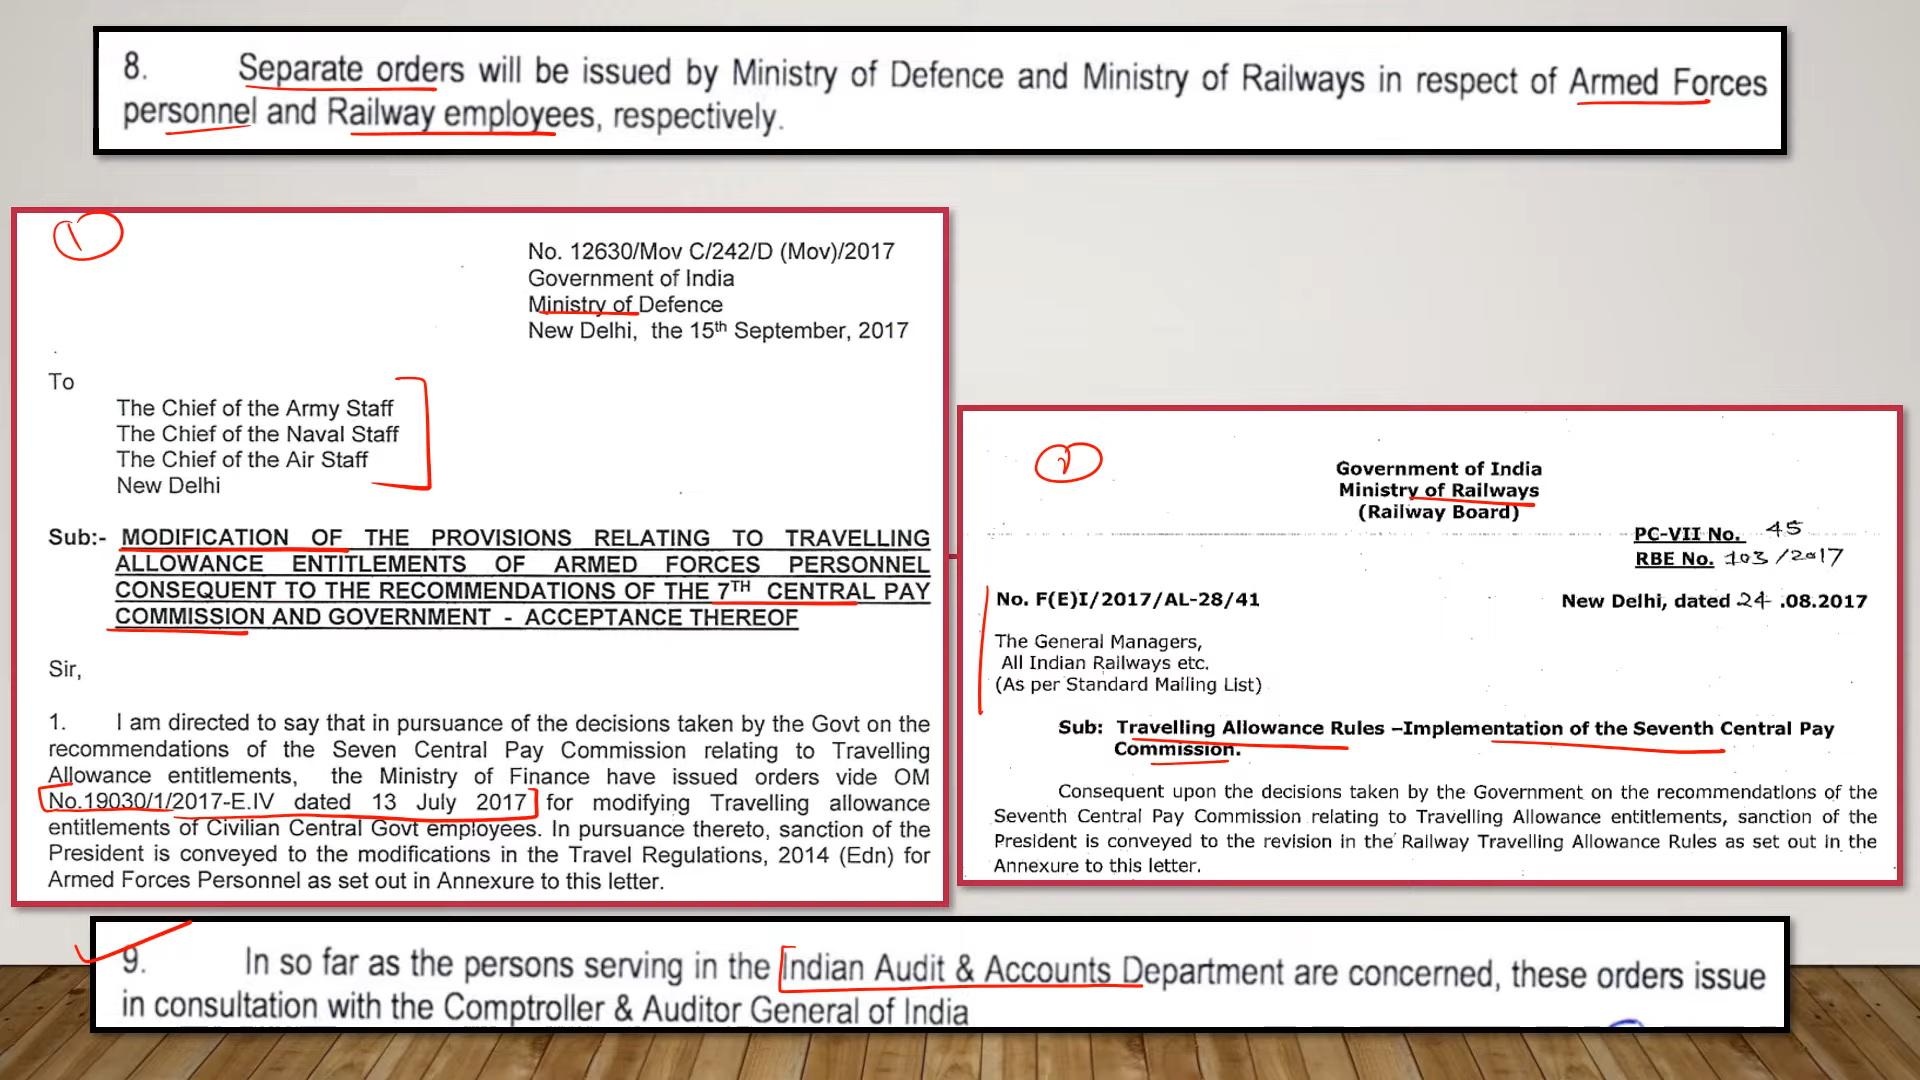 8. Separate orders will be issued by Ministry of Defence and Ministry of Railways in respect of Armed Forces
personnel and Railway employees, respectively.
1
No. 12630/Mov C/242/D (Mov)/2017
Government of India
Ministry of Defence
New Delhi, the 15th September, 2017
To
The Chief of the Army Staff
The Chief of the Naval Staff
The Chief of the Air Staff
New Delhi
Sub:- MODIFICATION OF THE PROVISIONS RELATING TO TRAVELLING
ALLOWANCE ENTITLEMENTS OF ARMED FORCES PERSONNEL
CONSEQUENT TO THE RECOMMENDATIONS OF THE 7TH CENTRAL PAY
COMMISSION AND GOVERNMENT - ACCEPTANCE THEREOF
Sir,
1. I am directed to say that in pursuance of the decisions taken by the Govt on the
recommendations of the Seven Central Pay Commission relating to Travelling
Allowance entitlements, the Ministry of Finance have issued orders vide OM
No.19030/1/2017-E.IV dated 13 July 2017 for modifying Travelling allowance
entitlements of Civilian Central Govt employees. In pursuance thereto, sanction of the
President is conveyed to the modifications in the Travel Regulations, 2014 (Edn) for
Armed Forces Personnel as set out in Annexure to this letter.
2
Government of India
Ministry of Railways
(Railway Board)
PC-VII No. 45
RBE No. 103/2017
No. F(E)I/2017/AL-28/41
New Delhi, dated 24.08.2017
The General Managers,
All Indian Railways etc.
(As per Standard Mailing List)
Sub: Travelling Allowance Rules –Implementation of the Seventh Central Pay
Commission.
Consequent upon the decisions taken by the Government on the recommendations of the
Seventh Central Pay Commission relating to Travelling Allowance entitlements, sanction of the
President is conveyed to the revision in the Railway Travelling Allowance Rules as set out in the
Annexure to this letter.
9. In so far as the persons serving in the Indian Audit & Accounts Department are concerned, these orders issue
in consultation with the Comptroller & Auditor General of India